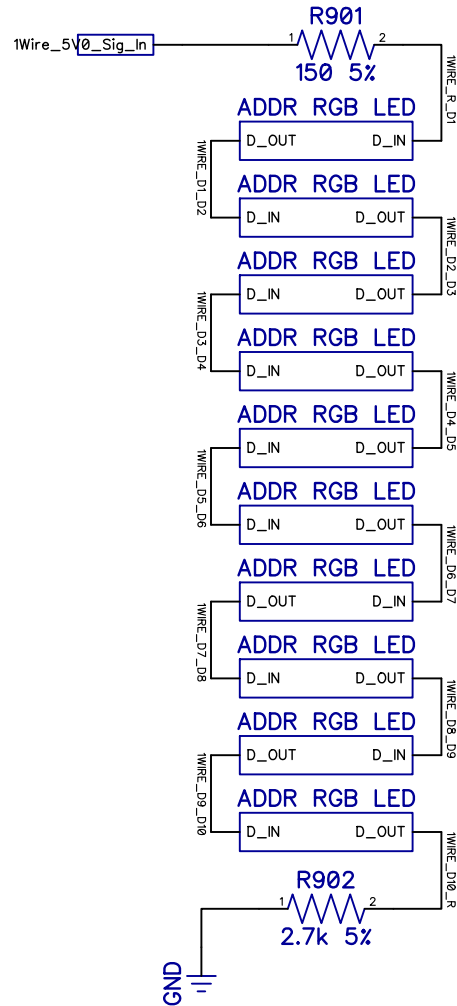 R901
1Wire_5V0_Sig_In
1 2
150 5%
1WIRE_R_D1
ADDR RGB LED
D_OUT D_IN
1WIRE_D1_D2
ADDR RGB LED
D_IN D_OUT
1WIRE_D2_D3
ADDR RGB LED
D_IN D_OUT
1WIRE_D3_D4
ADDR RGB LED
D_IN D_OUT
1WIRE_D4_D5
ADDR RGB LED
D_IN D_OUT
1WIRE_D5_D6
ADDR RGB LED
D_IN D_OUT
1WIRE_D6_D7
ADDR RGB LED
D_OUT D_IN
1WIRE_D7_D8
ADDR RGB LED
D_IN D_OUT
1WIRE_D8_D9
ADDR RGB LED
D_OUT D_IN
1WIRE_D9_D10
ADDR RGB LED
D_IN D_OUT
1WIRE_D10_R
R902
1 2
2.7k 5%
GND